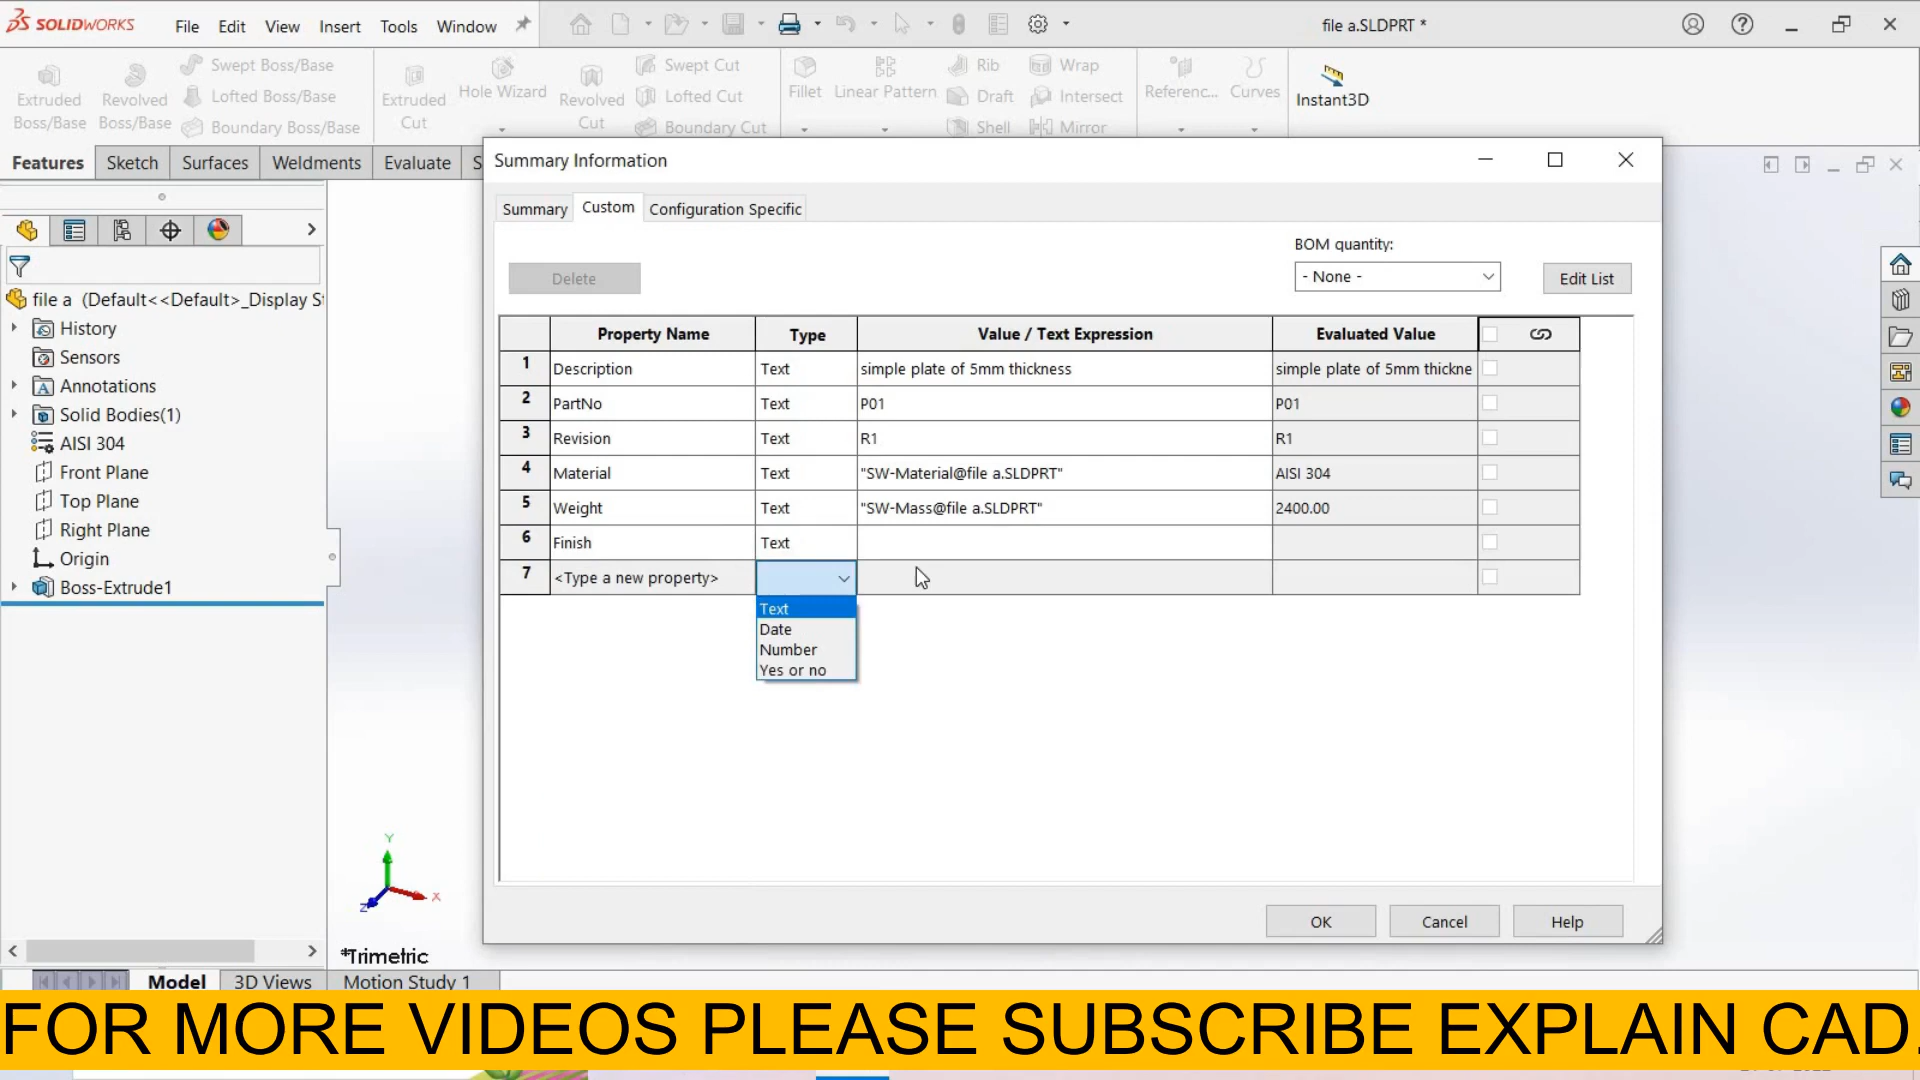 SOLIDWORKS File Edit View Insert Tools Window file a.SLDPRT *
Extruded Boss/Base
Revolved Boss/Base
Swept Boss/Base
Lofted Boss/Base
Boundary Boss/Base
Extruded Cut
Hole Wizard
Revolved Cut
Swept Cut
Lofted Cut
Boundary Cut
Fillet
Linear Pattern
Rib
Draft
Shell
Wrap
Intersect
Mirror
Referenc...
Curves
Instant3D
Features Sketch Surfaces Weldments Evaluate S
file a (Default<<Default>_Display S
History
Sensors
Annotations
Solid Bodies(1)
AISI 304
Front Plane
Top Plane
Right Plane
Origin
Boss-Extrude1
Summary Information
Summary Custom Configuration Specific
BOM quantity:
Delete - None - Edit List
Property Name Type Value / Text Expression Evaluated Value
1 Description Text simple plate of 5mm thickness simple plate of 5mm thickne
2 PartNo Text P01 P01
3 Revision Text R1 R1
4 Material Text "SW-Material@file a.SLDPRT" AISI 304
5 Weight Text "SW-Mass@file a.SLDPRT" 2400.00
6 Finish Text
7 <Type a new property>
Text
Date
Number
Yes or no
OK Cancel Help
Y
X
Z
*Trimetric
Model 3D Views Motion Study 1
FOR MORE VIDEOS PLEASE SUBSCRIBE EXPLAIN CAD.